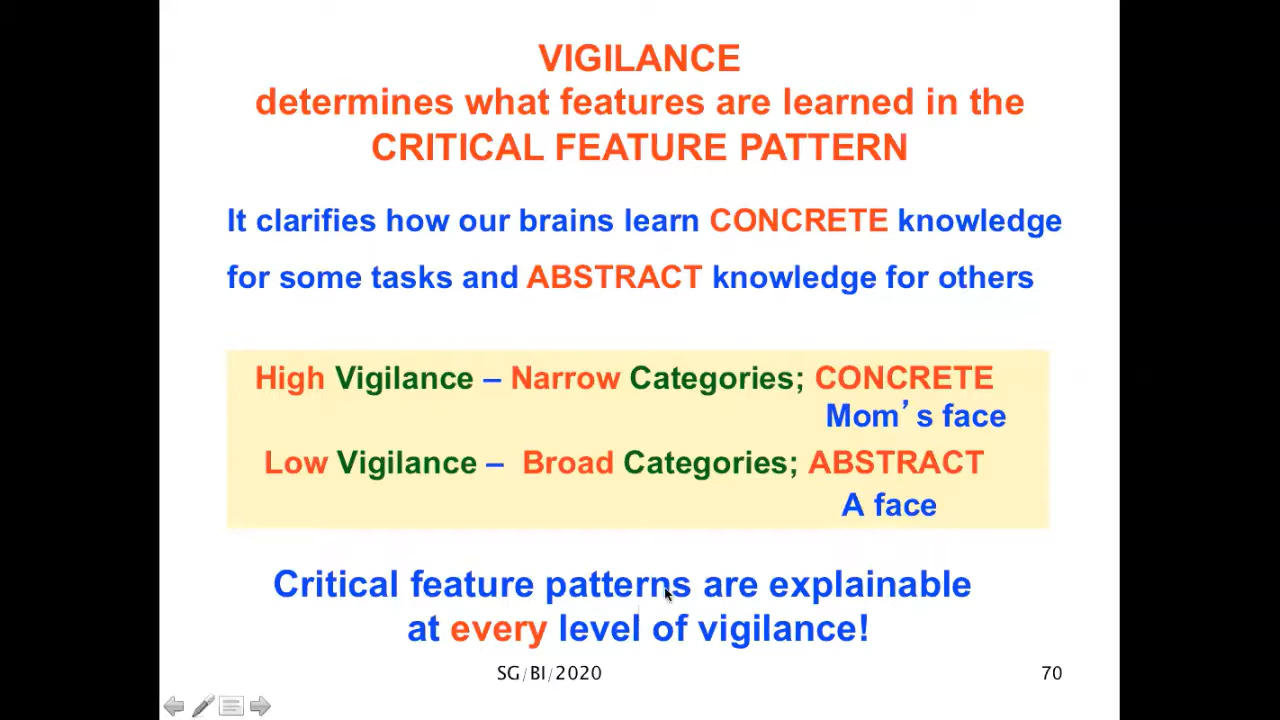 VIGILANCE
determines what features are learned in the
CRITICAL FEATURE PATTERN
It clarifies how our brains learn CONCRETE knowledge
for some tasks and ABSTRACT knowledge for others
High Vigilance – Narrow Categories; CONCRETE
Mom’s face
Low Vigilance – Broad Categories; ABSTRACT
A face
Critical feature patterns are explainable
at every level of vigilance!
SG/BI/2020
70